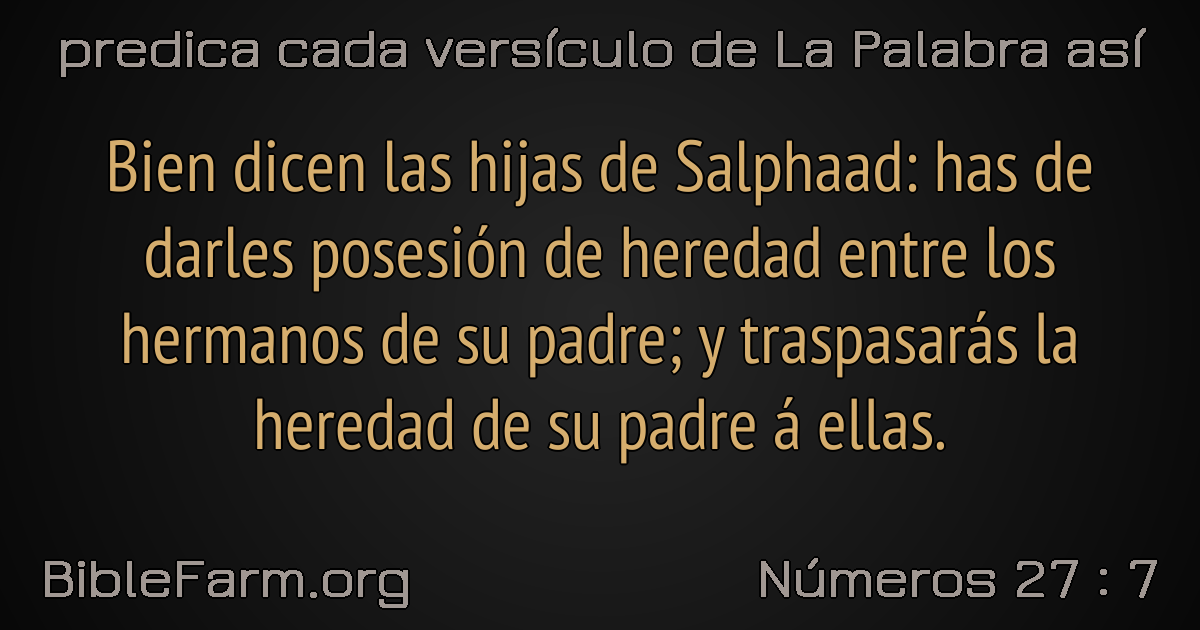 predica cada versículo de La Palabra así
Bien dicen las hijas de Salphaad: has de
darles posesión de heredad entre los
hermanos de su padre; y traspasarás la
heredad de su padre á ellas.
BibleFarm.org
Números 27 : 7